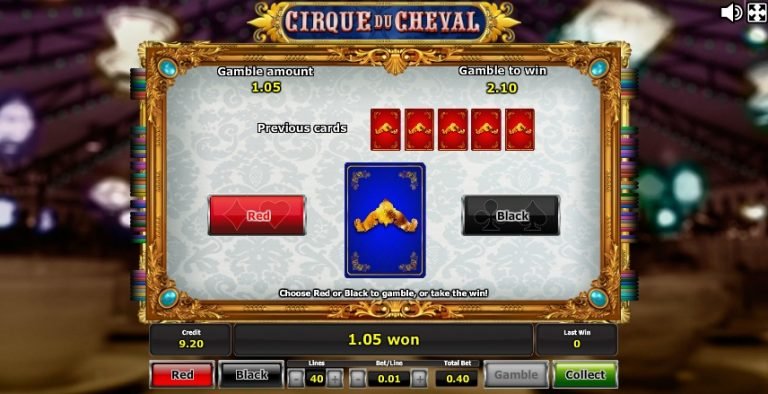 CIRQUE DU CHEVAL
Gamble amount
1.05
Gamble to win
2.10
Previous cards
Red
Black
Choose Red or Black to gamble, or take the win!
Credit
9.20
1.05 won
Last Win
0
Red
Black
Lines
- 40 +
Bet/Line
- 0.01 +
Total Bet
0.40
Gamble
Collect